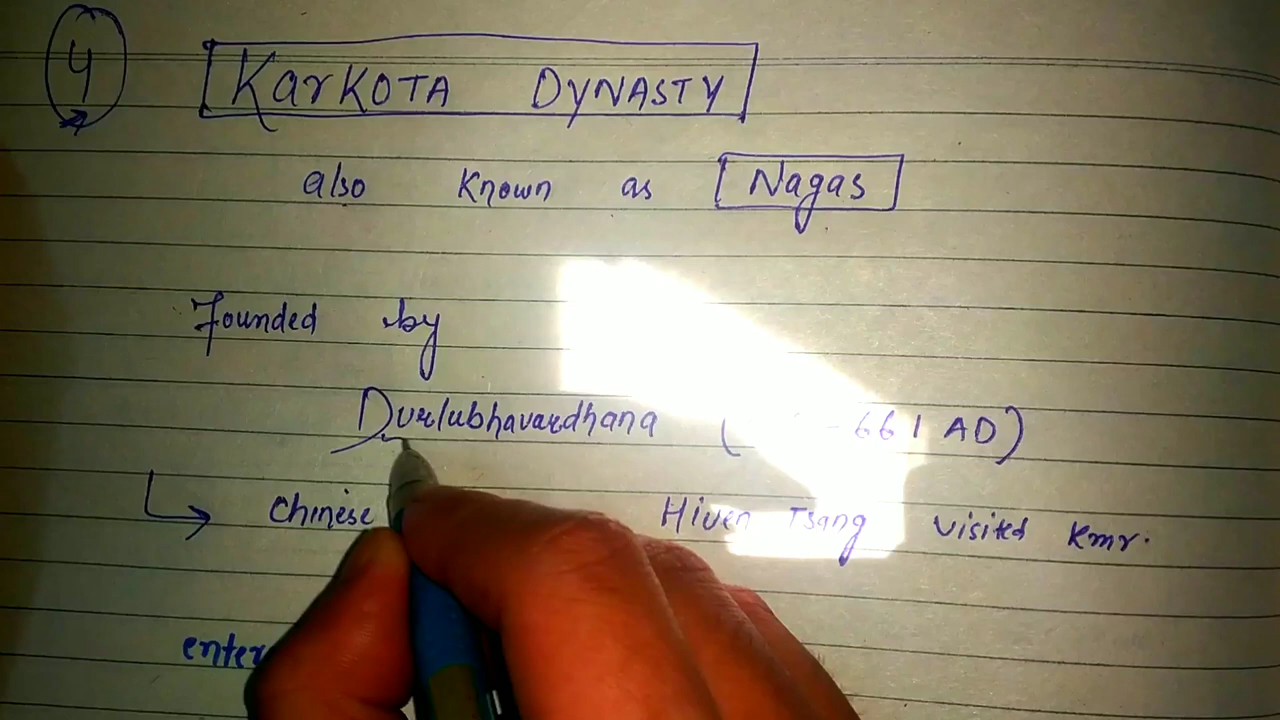 4
KarKOTA DYNASTY
also known as Nagas
Founded by
Durlubhavardhana ( - 661 AD)
Chinese Hiuen Tsang visited Kmr.
enter